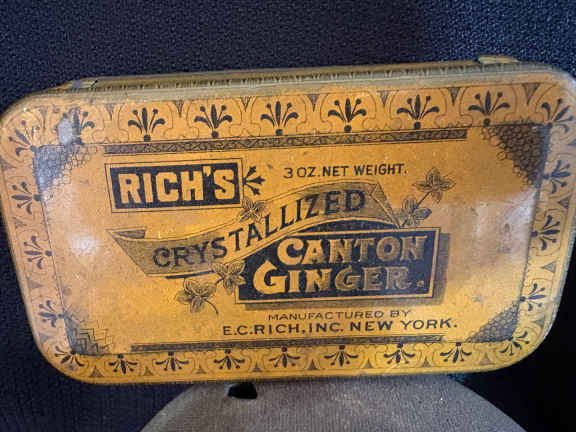 RICH'S
3 OZ. NET WEIGHT.
CRYSTALLIZED
CANTON
GINGER.
MANUFACTURED BY
E.C. RICH, INC. NEW YORK.